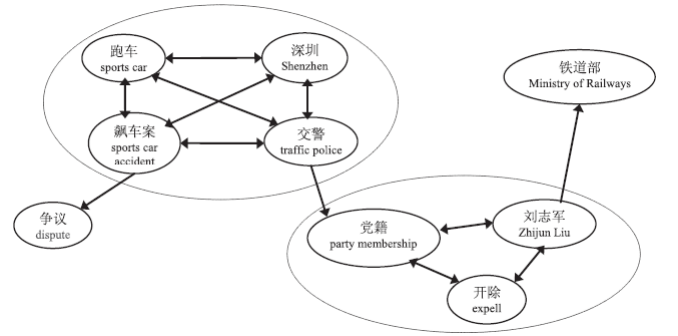 跑车
sports car
深圳
Shenzhen
铁道部
Ministry of Railways
飙车案
sports car
accident
交警
traffic police
争议
dispute
党籍
party membership
刘志军
Zhijun Liu
开除
expell